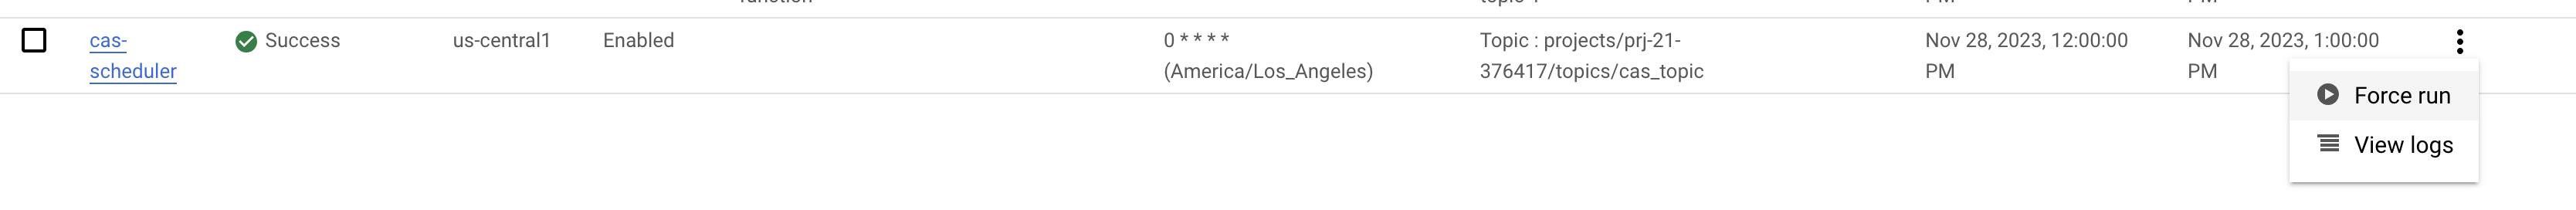 cas-
scheduler
Success
us-central1
Enabled
0 * * * *
(America/Los_Angeles)
Topic : projects/prj-21-
376417/topics/cas_topic
Nov 28, 2023, 12:00:00
PM
Nov 28, 2023, 1:00:00
PM
Force run
View logs